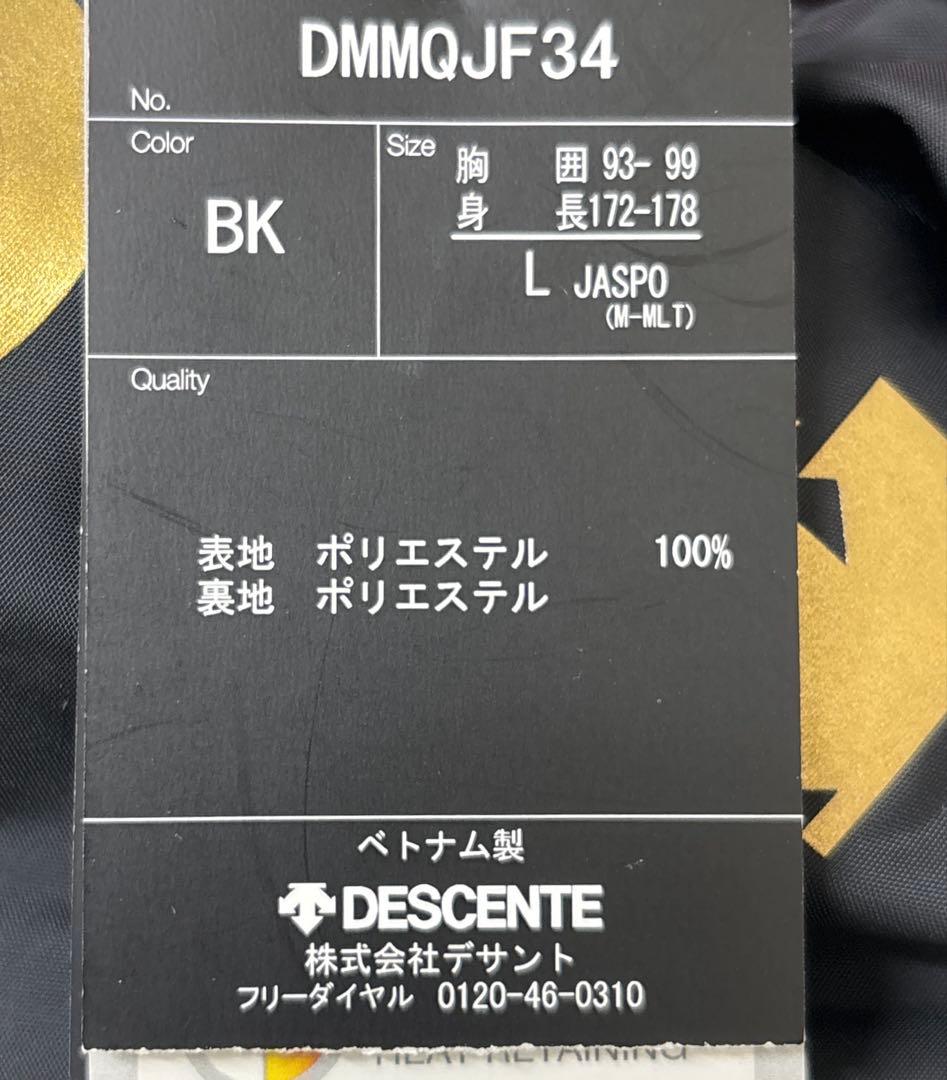 DMMQJF34
No.
Color
BK
Size
胸 囲 93- 99
身 長172-178
L JASPO
(M-MLT)
Quality
表地 ポリエステル 100%
裏地 ポリエステル
ベトナム製
DESCENTE
株式会社デサント
フリーダイヤル 0120-46-0310
HEAT RETAINING